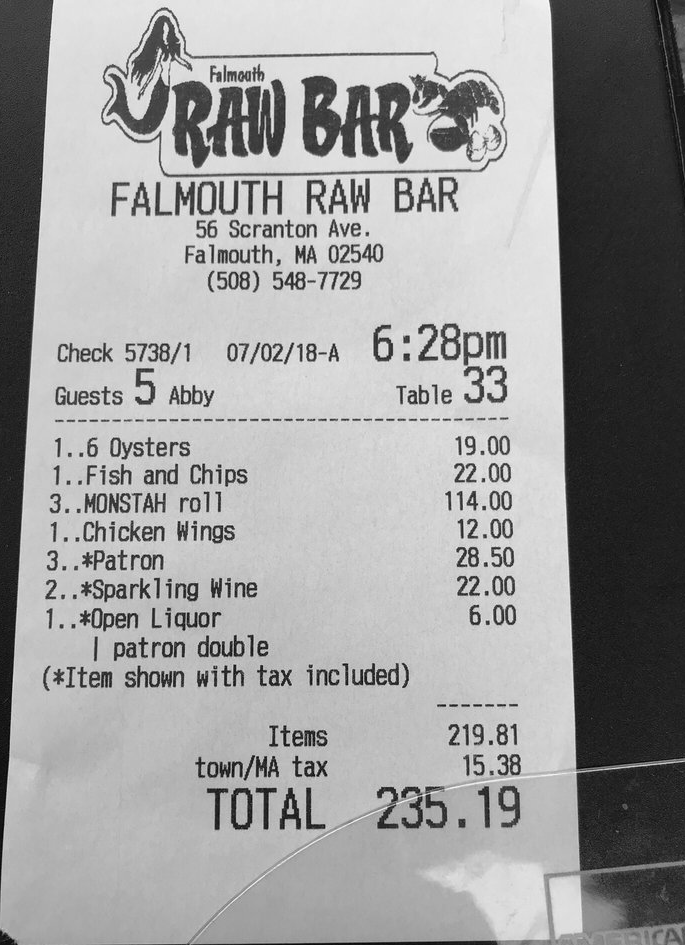 Falmouth
RAW BAR
FALMOUTH RAW BAR
56 Scranton Ave.
Falmouth, MA 02540
(508) 548-7729
Check 5738/1 07/02/18-A 6:28pm
Guests 5 Abby Table 33
1..6 Oysters 19.00
1..Fish and Chips 22.00
3..MONSTAH roll 114.00
1..Chicken Wings 12.00
3..*Patron 28.50
2..*Sparkling Wine 22.00
1..*Open Liquor 6.00
| patron double
(*Item shown with tax included)
Items 219.81
town/MA tax 15.38
TOTAL 235.19